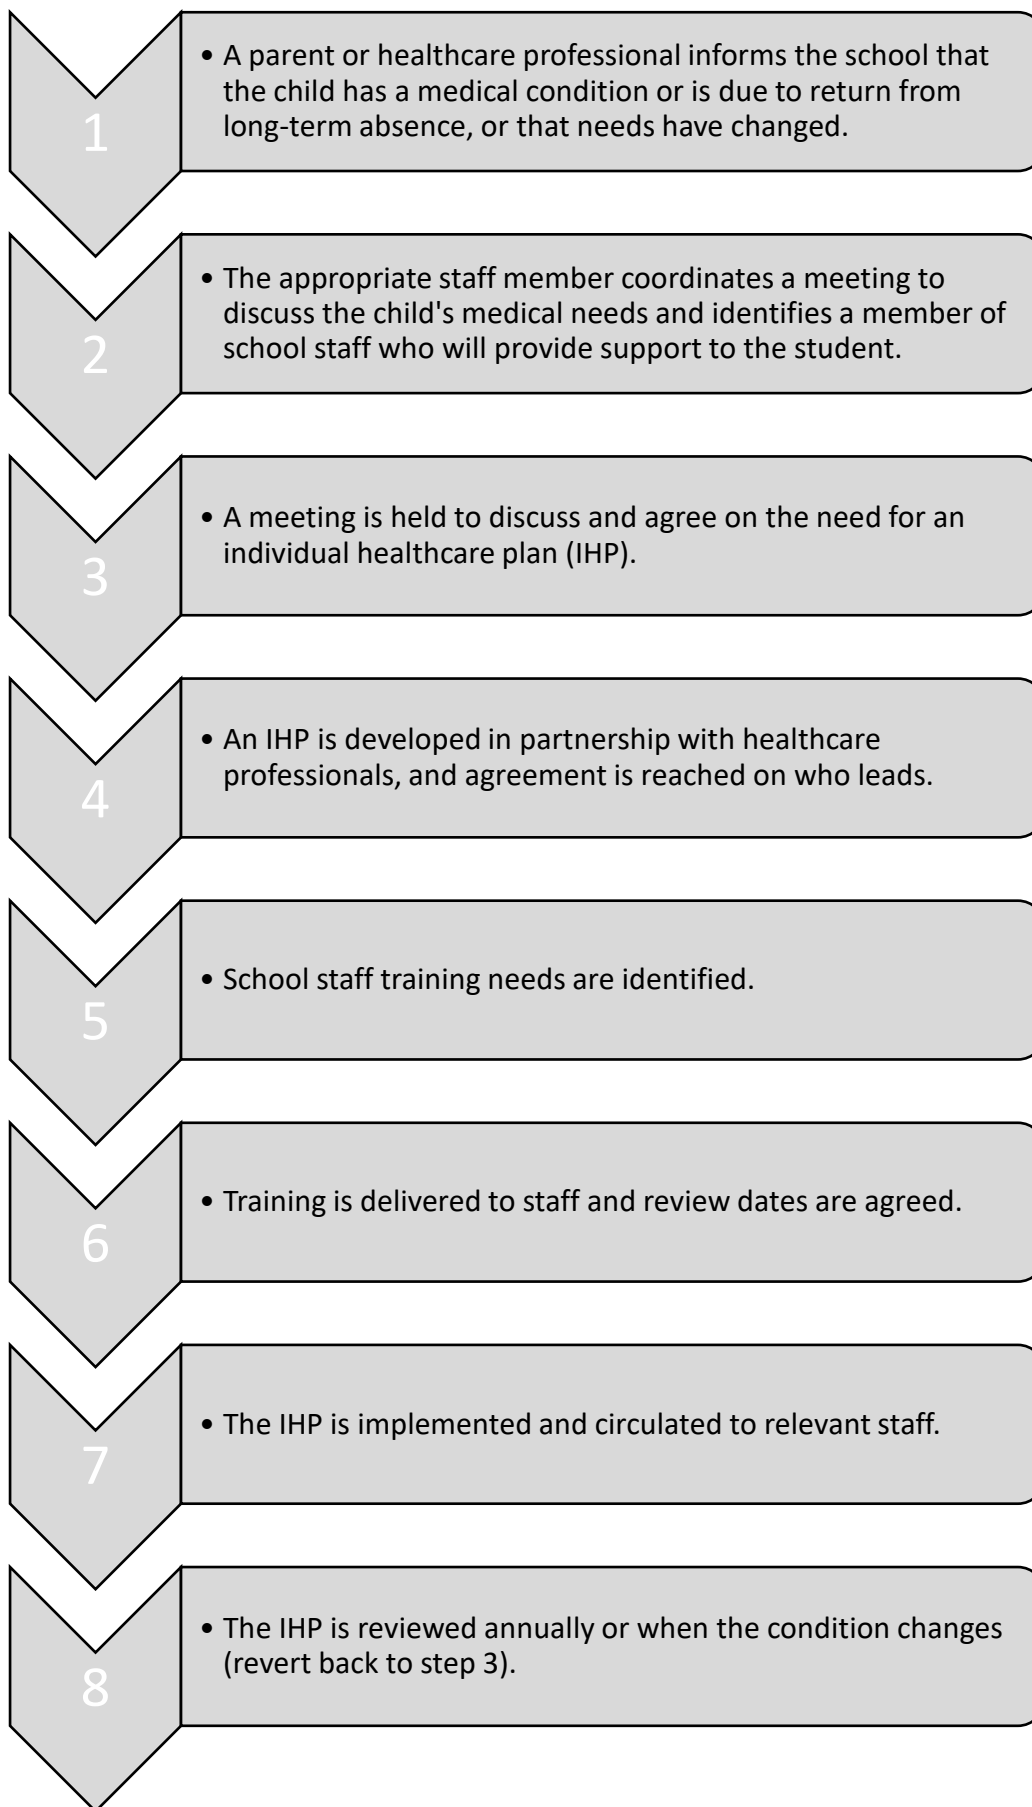 1
• A parent or healthcare professional informs the school that
the child has a medical condition or is due to return from
long-term absence, or that needs have changed.
2
• The appropriate staff member coordinates a meeting to
discuss the child's medical needs and identifies a member of
school staff who will provide support to the student.
3
• A meeting is held to discuss and agree on the need for an
individual healthcare plan (IHP).
4
• An IHP is developed in partnership with healthcare
professionals, and agreement is reached on who leads.
5
• School staff training needs are identified.
6
• Training is delivered to staff and review dates are agreed.
7
• The IHP is implemented and circulated to relevant staff.
8
• The IHP is reviewed annually or when the condition changes
(revert back to step 3).